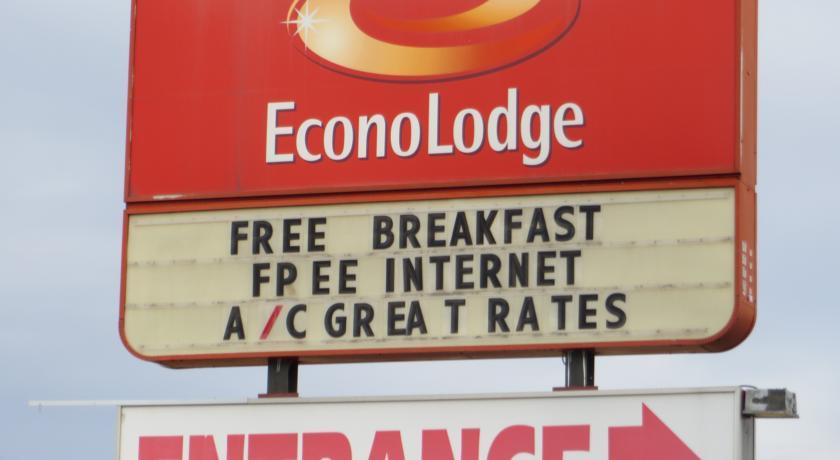 EconoLodge
FREE BREAKFAST
FPEE INTERNET
A/C GREAT RATES
ENTRANCE